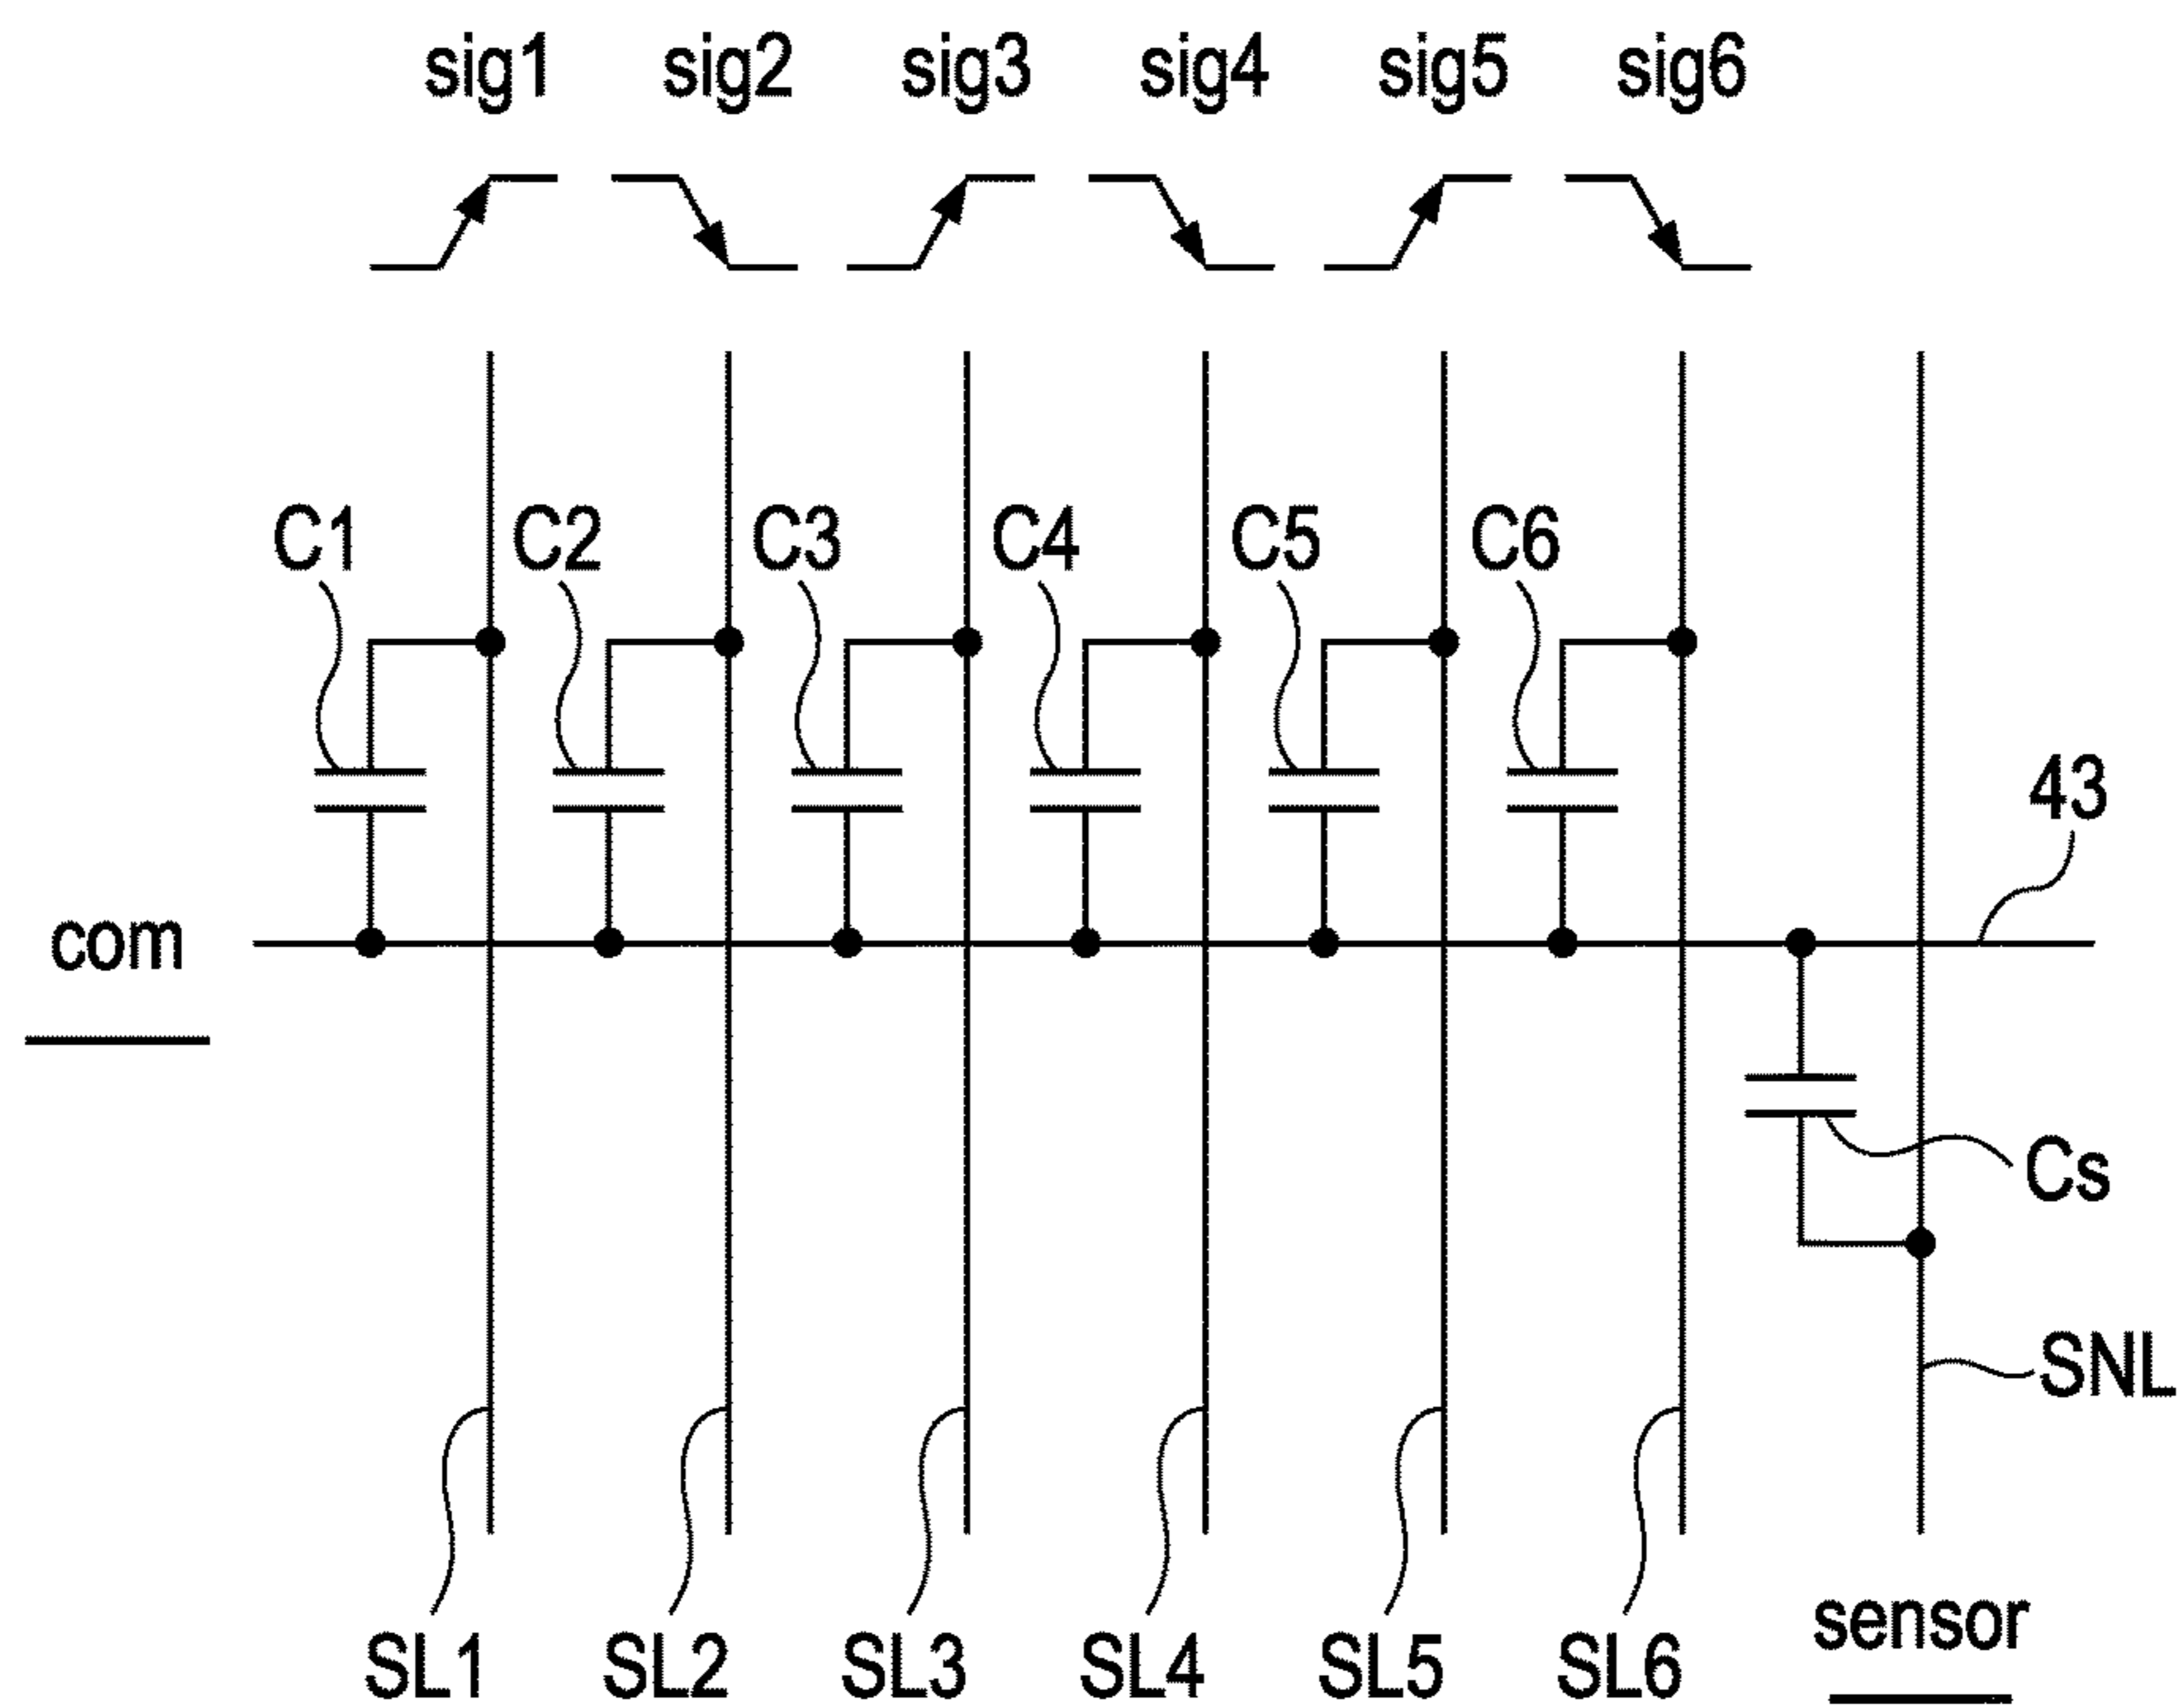 sig1 sig2 sig3 sig4 sig5 sig6
C1 C2 C3 C4 C5 C6
43
com
Cs
SNL
sensor
SL1 SL2 SL3 SL4 SL5 SL6